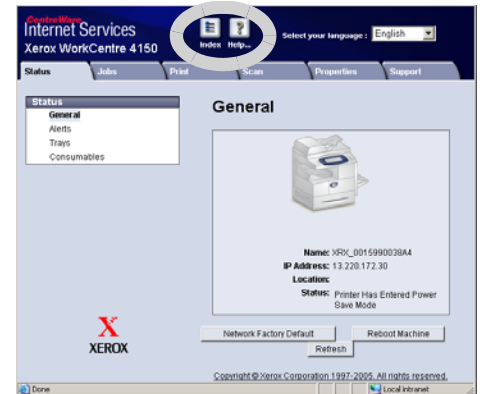 CentreWare
Internet Services
Xerox WorkCentre 4150
Index Help...
Select your language : English
Status Jobs Print Scan Properties Support
Status
General
Alerts
Trays
Consumables
General
Name: XRX_0015990038A4
IP Address: 13.220.172.30
Location:
Status: Printer Has Entered Power
Save Mode
Network Factory Default Reboot Machine
Refresh
X
XEROX
Copyright © Xerox Corporation 1997-2005. All rights reserved.
Done Local intranet